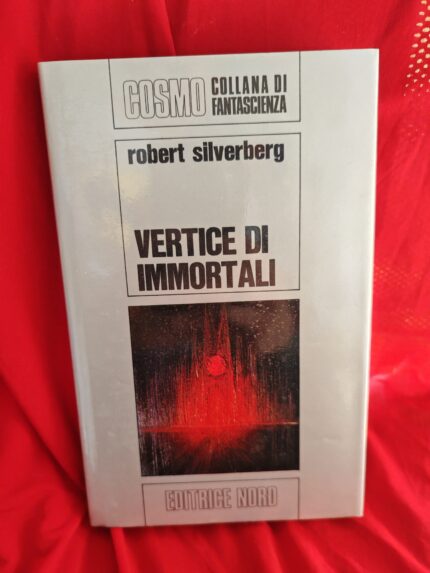 COSMO COLLANA DI
FANTASCIENZA
robert silverberg
VERTICE DI
IMMORTALI
EDITRICE NORD